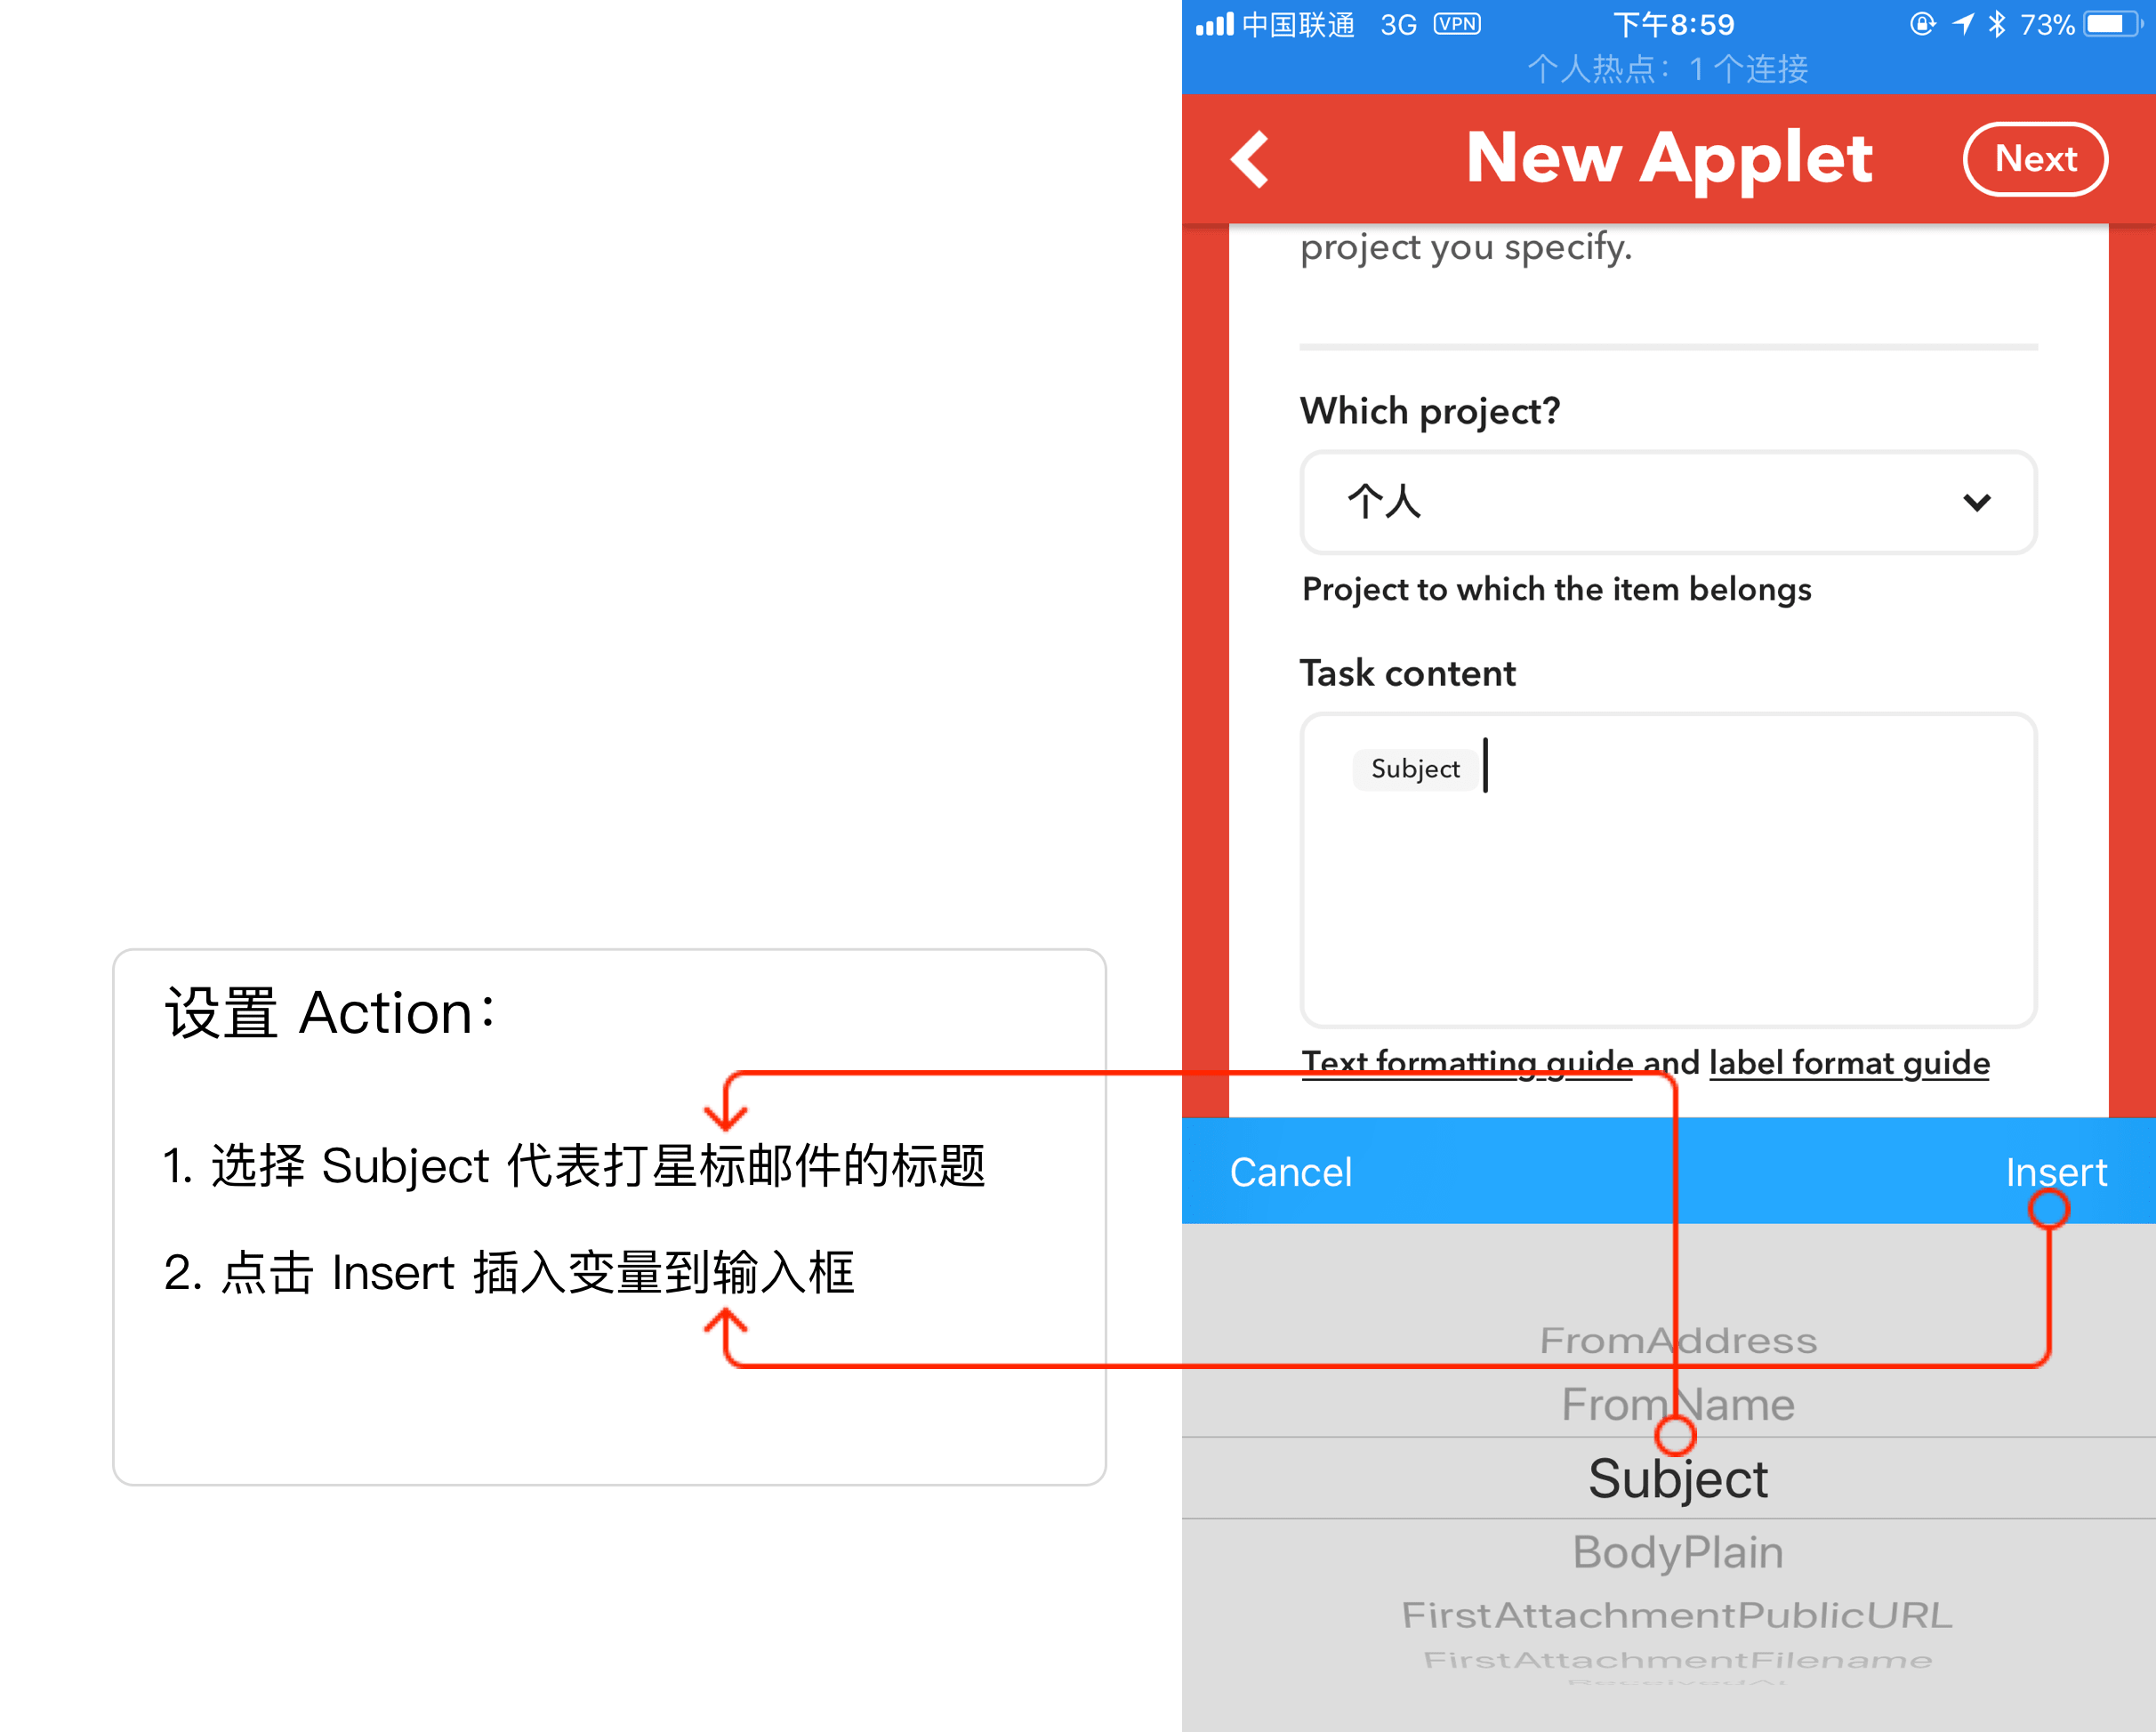 中国联通 3G VPN 下午8:59 73%
个人热点：1 个连接
New Applet
Next
project you specify.
Which project?
个人
Project to which the item belongs
Task content
Subject
Text formatting guide and label format guide
Cancel
Insert
FromAddress
FromName
Subject
BodyPlain
FirstAttachmentPublicURL
FirstAttachmentFilename
ReceivedAt
设置 Action：
1. 选择 Subject 代表打星标邮件的标题
2. 点击 Insert 插入变量到输入框